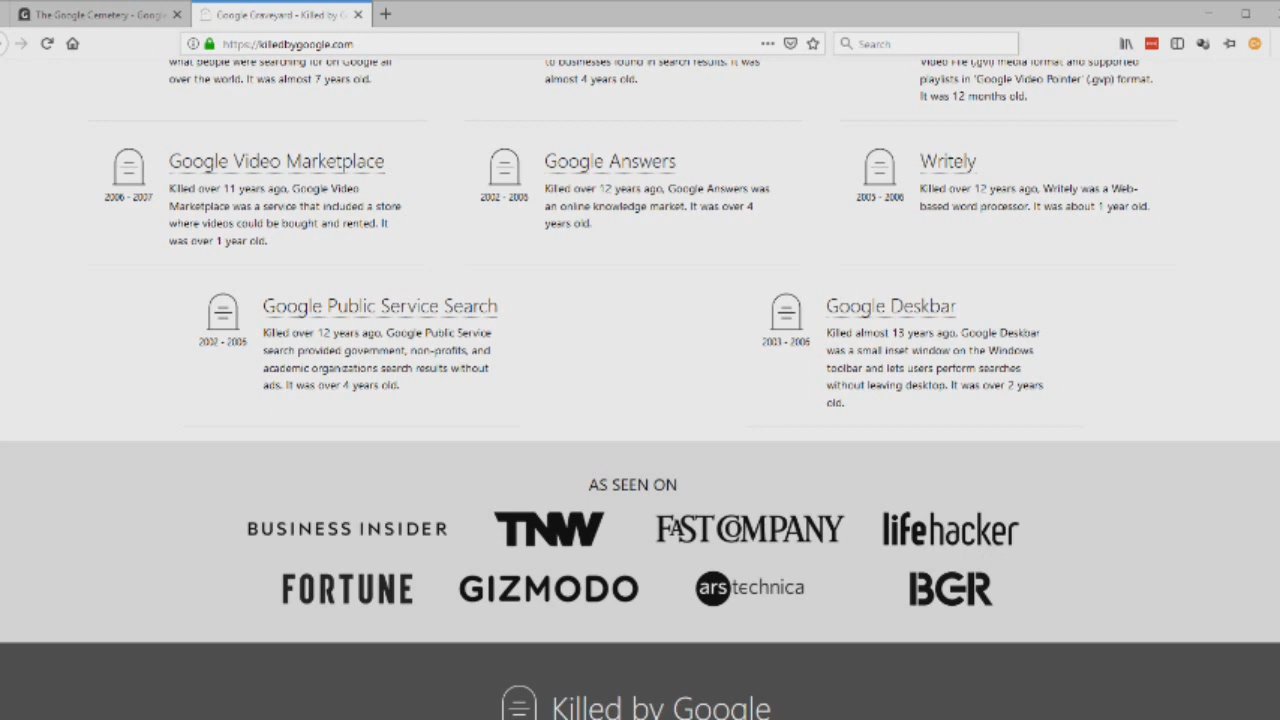 The Google Cemetery - Google
Google Graveyard - Killed by G
https://killedbygoogle.com
Search
what people were searching for on Google all
over the world. It was almost 7 years old.
to businesses found in search results. It was
almost 4 years old.
Video File (.gvi) media format and supported
playlists in 'Google Video Pointer' (.gvp) format.
It was 12 months old.
Google Video Marketplace
2006 - 2007
Killed over 11 years ago, Google Video
Marketplace was a service that included a store
where videos could be bought and rented. It
was over 1 year old.
Google Answers
2002 - 2006
Killed over 12 years ago, Google Answers was
an online knowledge market. It was over 4
years old.
Writely
2005 - 2006
Killed over 12 years ago, Writely was a Web-
based word processor. It was about 1 year old.
Google Public Service Search
2002 - 2006
Killed over 12 years ago, Google Public Service
search provided government, non-profits, and
academic organizations search results without
ads. It was over 4 years old.
Google Deskbar
2003 - 2006
Killed almost 13 years ago, Google Deskbar
was a small inset window on the Windows
toolbar and lets users perform searches
without leaving desktop. It was over 2 years
old.
AS SEEN ON
BUSINESS INSIDER
TNW
FAST COMPANY
lifehacker
FORTUNE
GIZMODO
ars technica
BGR
Killed by Google